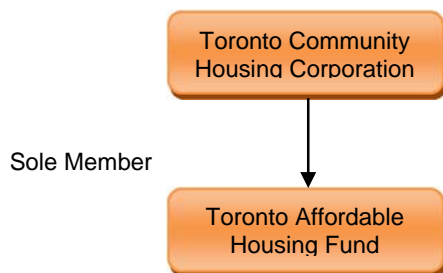 Toronto Community
Housing Corporation
Sole Member
Toronto Affordable
Housing Fund